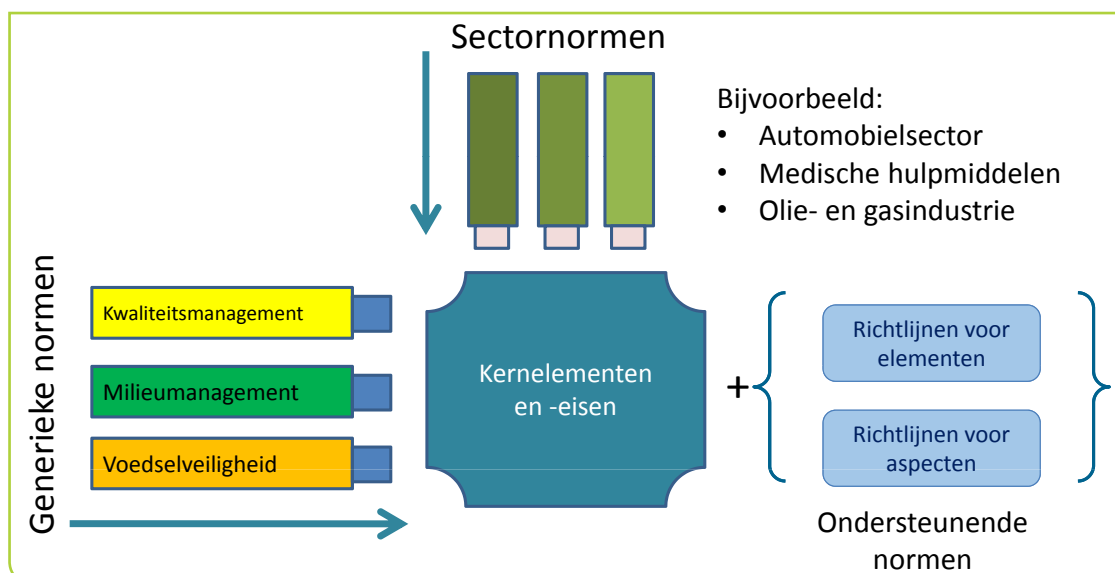 Sectornormen
Bijvoorbeeld:
• Automobielsector
• Medische hulpmiddelen
• Olie- en gasindustrie
Generieke normen
Kwaliteitsmanagement
Milieumanagement
Voedselveiligheid
Kernelementen
en -eisen
+
Richtlijnen voor
elementen
Richtlijnen voor
aspecten
Ondersteunende
normen